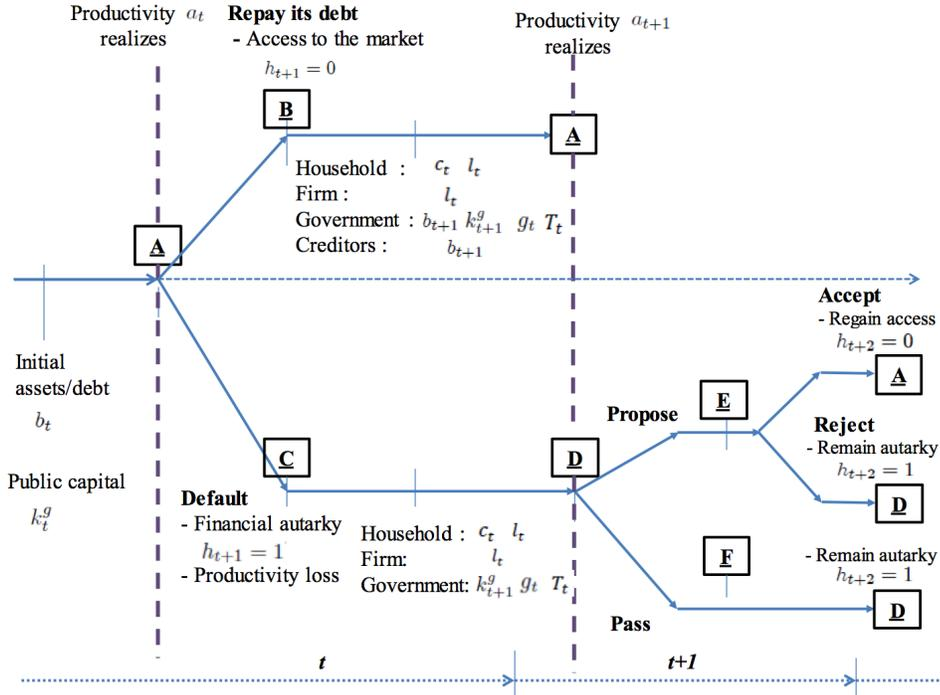 Productivity a_t
realizes
Repay its debt
- Access to the market
h_{t+1} = 0
Productivity a_{t+1}
realizes
B
A
Household : c_t l_t
Firm : l_t
Government : b_{t+1} k^g_{t+1} g_t T_t
Creditors : b_{t+1}
A
Initial
assets/debt
b_t
Public capital
k^g_t
C
Default
- Financial autarky
h_{t+1} = 1
- Productivity loss
Household : c_t l_t
Firm: l_t
Government: k^g_{t+1} g_t T_t
D
Propose
E
Accept
- Regain access
h_{t+2} = 0
A
Reject
- Remain autarky
h_{t+2} = 1
D
F
- Remain autarky
h_{t+2} = 1
D
Pass
t
t+1